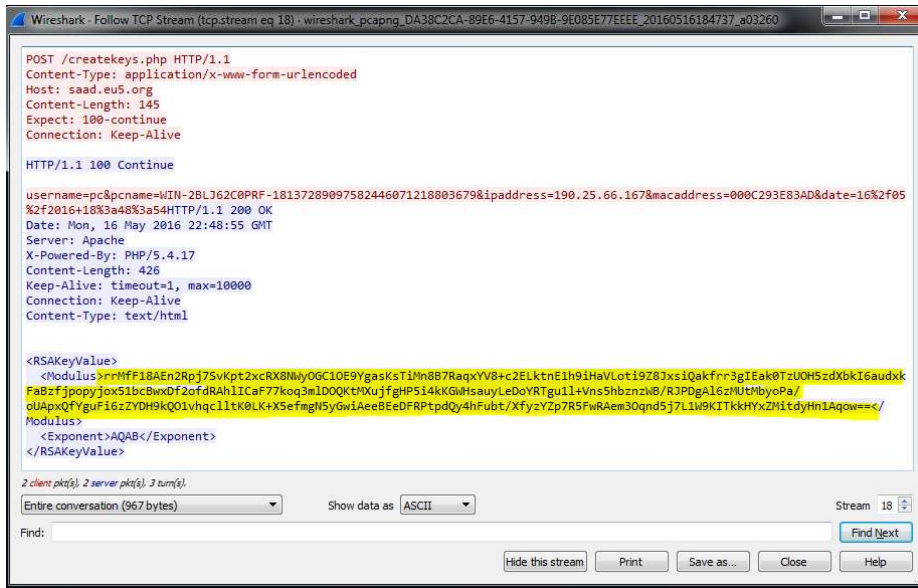 Wireshark - Follow TCP Stream (tcp.stream eq 18) - wireshark_pcapng_DA38C2CA-89E6-4157-949B-9E085E77EEEE_20160516184737_a03260
POST /createkeys.php HTTP/1.1
Content-Type: application/x-www-form-urlencoded
Host: saad.eu5.org
Content-Length: 145
Expect: 100-continue
Connection: Keep-Alive
HTTP/1.1 100 Continue
username=pc&pcname=WIN-2BLJ62C0PRF-18137289097582446071218803679&ipaddress=190.25.66.167&macaddress=000C293E83AD&date=16%2f05
%2f2016+18%3a48%3a54HTTP/1.1 200 OK
Date: Mon, 16 May 2016 22:48:55 GMT
Server: Apache
X-Powered-By: PHP/5.4.17
Content-Length: 426
Keep-Alive: timeout=1, max=10000
Connection: Keep-Alive
Content-Type: text/html
<RSAKeyValue>
<Modulus>rrMfF18AEn2Rpj7SvKpt2xcRX8NWyOGC1OE9YgasKsTiMn8B7RaqxYV8+c2ELktnE1h9iHaVLoti9Z8JxsiQakfrr3gIEak0TzUOH5zdXbkI6audxk
FaBzfjpopyjox51bcBwxDf2ofdRAhlICaF77koq3mlDOQKtMXujfgHP5i4kKGWHsauyLeDoYRTgu1l+Vns5hbznzWB/RJPDgAl6zMUtMbyoPa/
oUApxQfYguFi6zZYDH9kQO1vhqclltK0LK+X5efmgN5yGwiAeeBEeDFRPtpdQy4hFubt/XfyzYZp7R5FwRAem3Oqnd5j7L1W9KITkkHYxZMitdyHn1Aqow==</
Modulus>
<Exponent>AQAB</Exponent>
</RSAKeyValue>
2 client pkt(s), 2 server pkt(s), 3 turn(s).
Entire conversation (967 bytes) Show data as ASCII Stream 18
Find: Find Next
Hide this stream Print Save as... Close Help